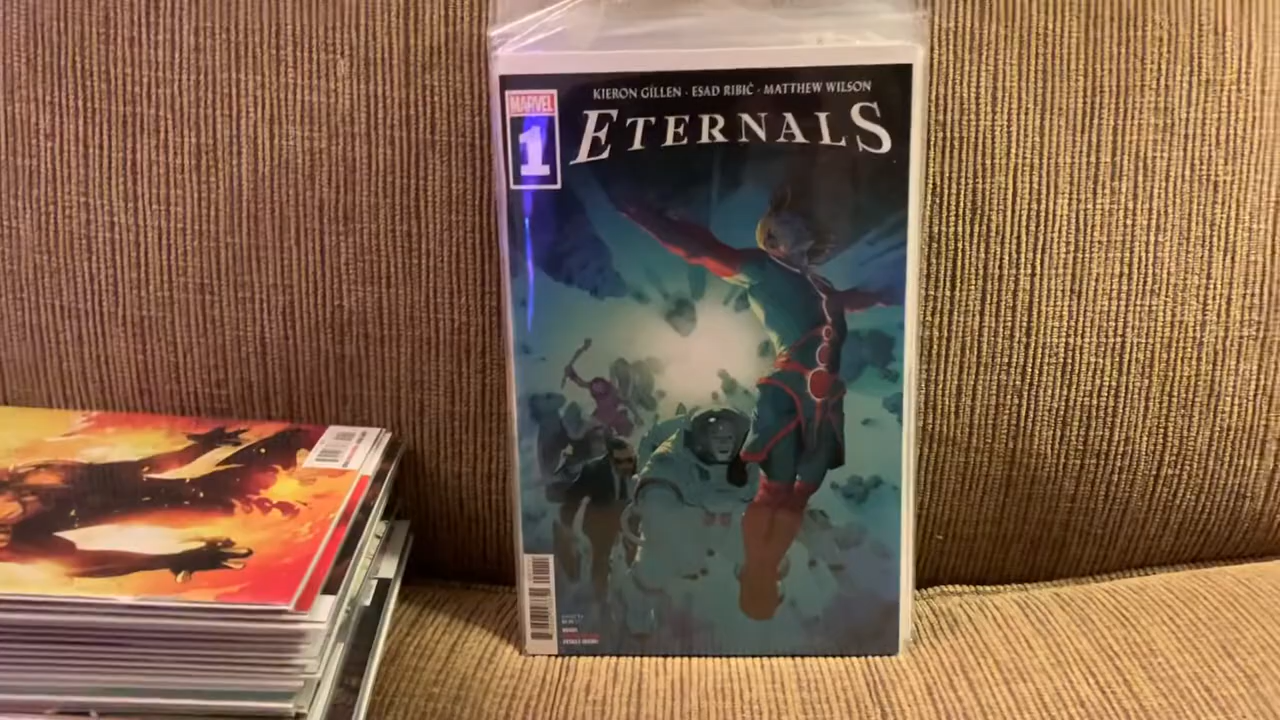 KIERON GILLEN · ESAD RIBIĆ · MATTHEW WILSON
MARVEL
ETERNALS
1